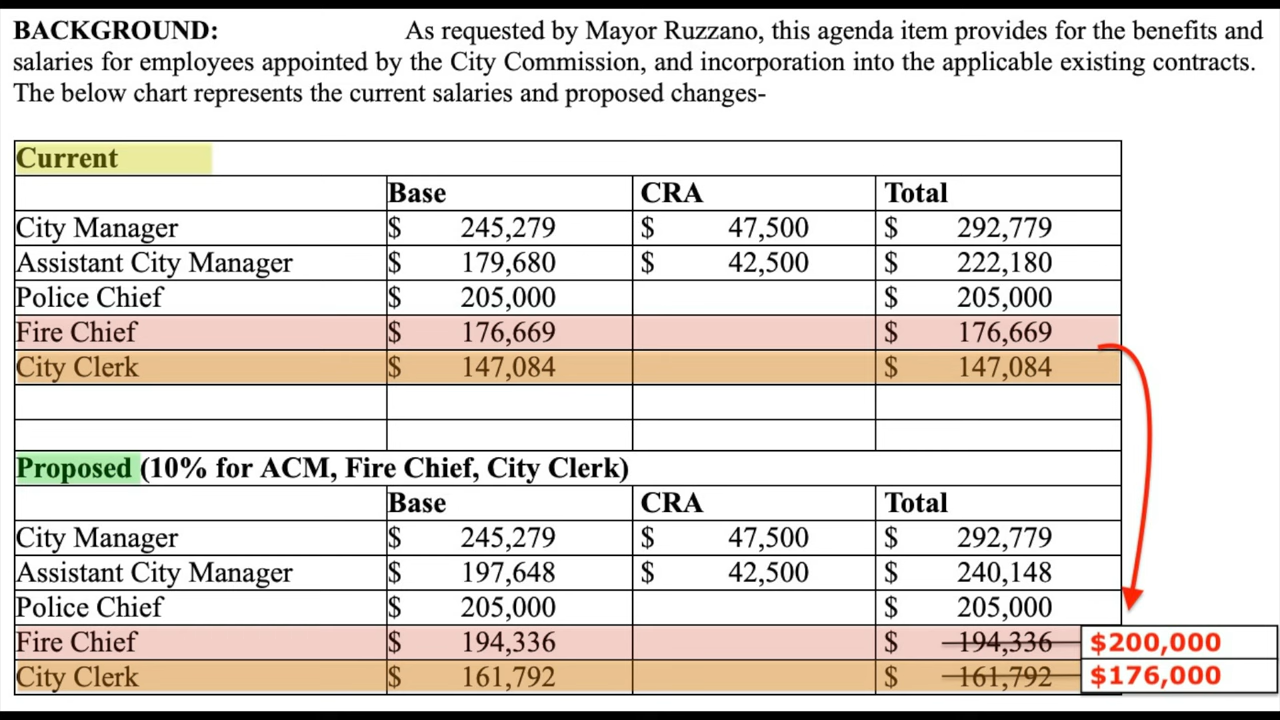 BACKGROUND: As requested by Mayor Ruzzano, this agenda item provides for the benefits and
salaries for employees appointed by the City Commission, and incorporation into the applicable existing contracts.
The below chart represents the current salaries and proposed changes-
Current
Base CRA Total
City Manager $ 245,279 $ 47,500 $ 292,779
Assistant City Manager $ 179,680 $ 42,500 $ 222,180
Police Chief $ 205,000 $ 205,000
Fire Chief $ 176,669 $ 176,669
City Clerk $ 147,084 $ 147,084
Proposed (10% for ACM, Fire Chief, City Clerk)
Base CRA Total
City Manager $ 245,279 $ 47,500 $ 292,779
Assistant City Manager $ 197,648 $ 42,500 $ 240,148
Police Chief $ 205,000 $ 205,000
Fire Chief $ 194,336 $ 194,336 $200,000
City Clerk $ 161,792 $ 161,792 $176,000